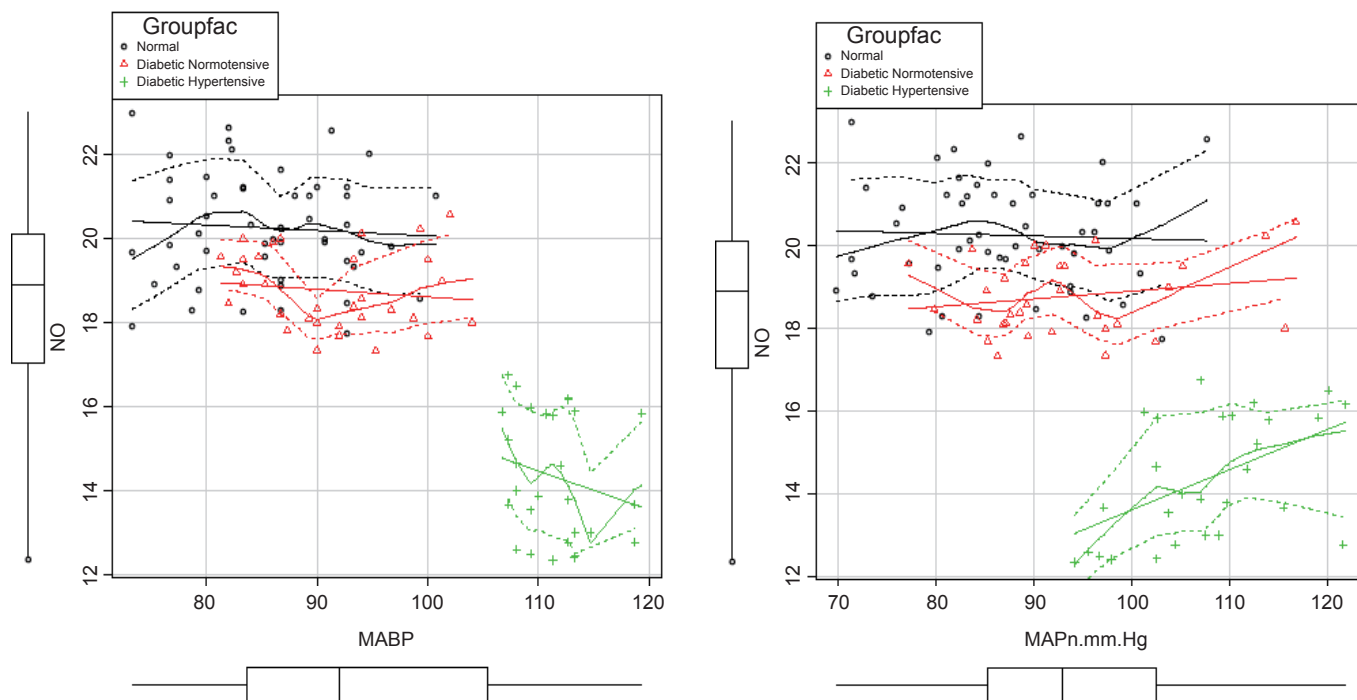 Groupfac
Normal
Diabetic Normotensive
Diabetic Hypertensive
22
20
18
16
14
12
NO
80 90 100 110 120
MABP
Groupfac
Normal
Diabetic Normotensive
Diabetic Hypertensive
22
20
18
16
14
12
NO
70 80 90 100 110 120
MAPn.mm.Hg